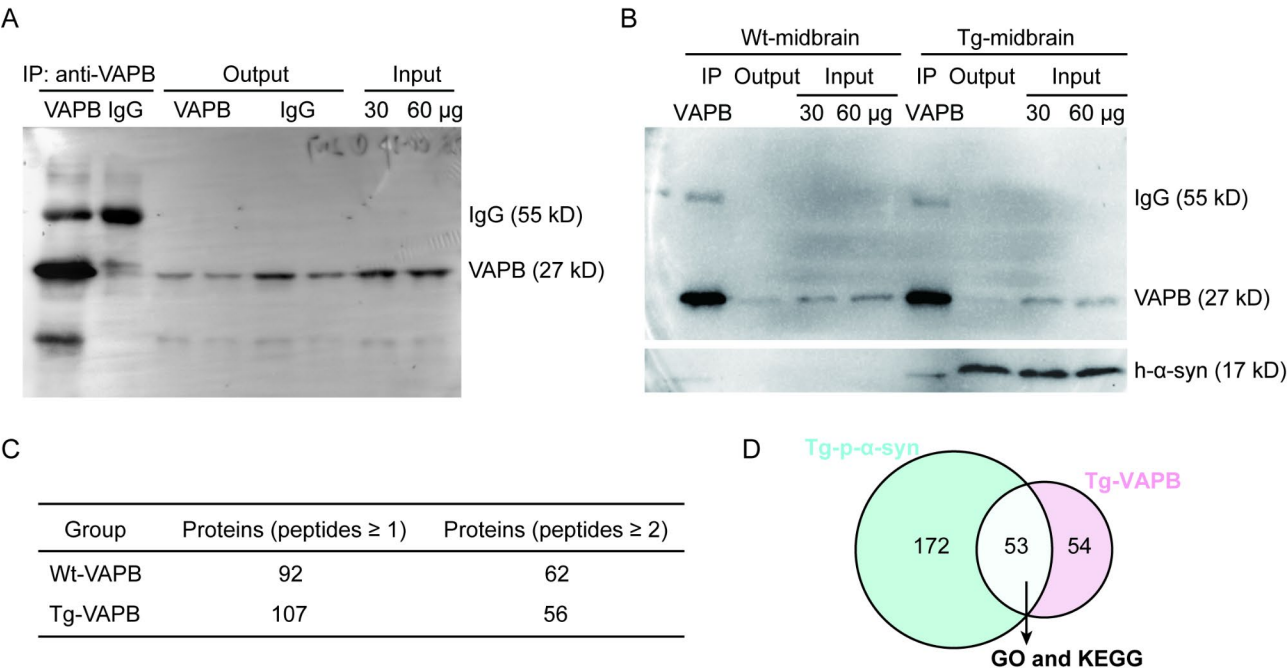 A
IP: anti-VAPB Output Input
VAPB IgG VAPB IgG 30 60 µg
IgG (55 kD)
VAPB (27 kD)
B
Wt-midbrain Tg-midbrain
IP Output Input IP Output Input
VAPB 30 60 µg VAPB 30 60 µg
IgG (55 kD)
VAPB (27 kD)
h-α-syn (17 kD)
C
Group Proteins (peptides ≥ 1) Proteins (peptides ≥ 2)
Wt-VAPB 92 62
Tg-VAPB 107 56
D
Tg-p-α-syn
Tg-VAPB
172 53 54
GO and KEGG